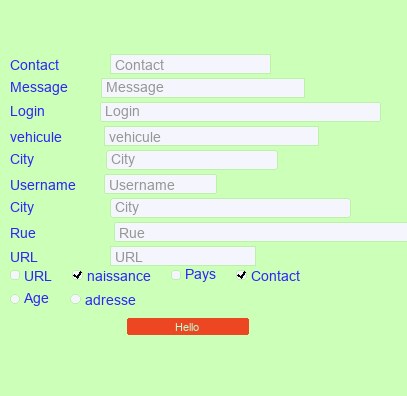 Contact Contact
Message Message
Login Login
vehicule vehicule
City City
Username Username
City City
Rue Rue
URL URL
URL naissance Pays Contact
Age adresse
Hello